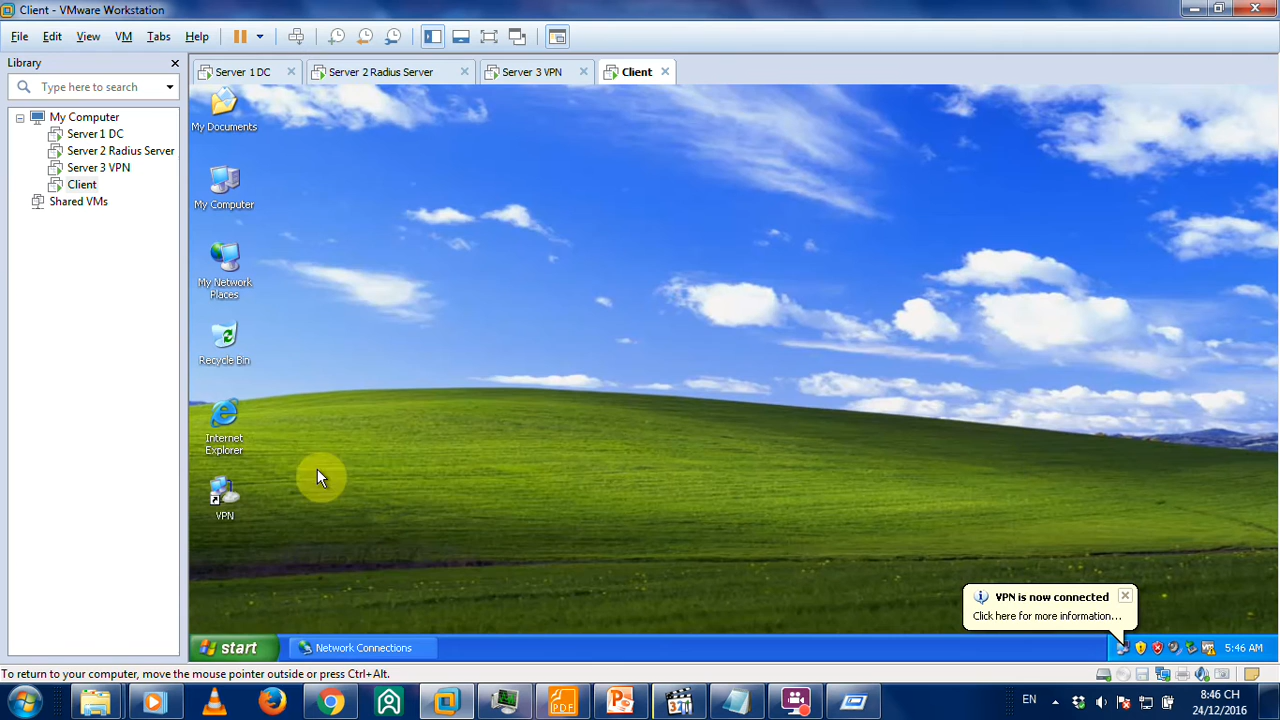 Client - VMware Workstation
File Edit View VM Tabs Help
Library
Type here to search
My Computer
Server 1 DC
Server 2 Radius Server
Server 3 VPN
Client
Shared VMs
Server 1 DC
Server 2 Radius Server
Server 3 VPN
Client
My Documents
My Computer
My Network
Places
Recycle Bin
Internet
Explorer
VPN
VPN is now connected
Click here for more information...
start
Network Connections
5:46 AM
To return to your computer, move the mouse pointer outside or press Ctrl+Alt.
PDF
321
EN
8:46 CH
24/12/2016